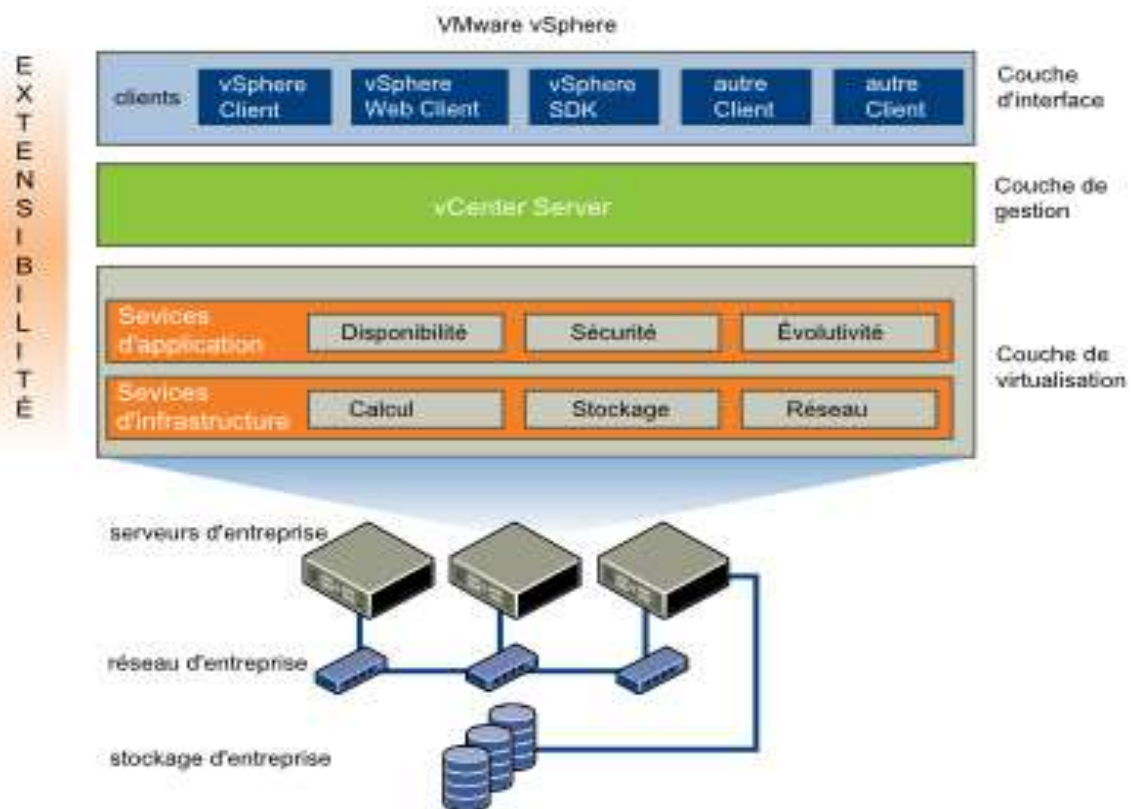 VMware vSphere
EXTENSIBILITÉ
clients
vSphere
Client
vSphere
Web Client
vSphere
SDK
autre
Client
autre
Client
Couche
d'interface
vCenter Server
Couche de
gestion
Sevices
d'application
Disponibilité
Sécurité
Évolutivité
Sevices
d'infrastructure
Calcul
Stockage
Réseau
Couche de
virtualisation
serveurs d'entreprise
réseau d'entreprise
stockage d'entreprise